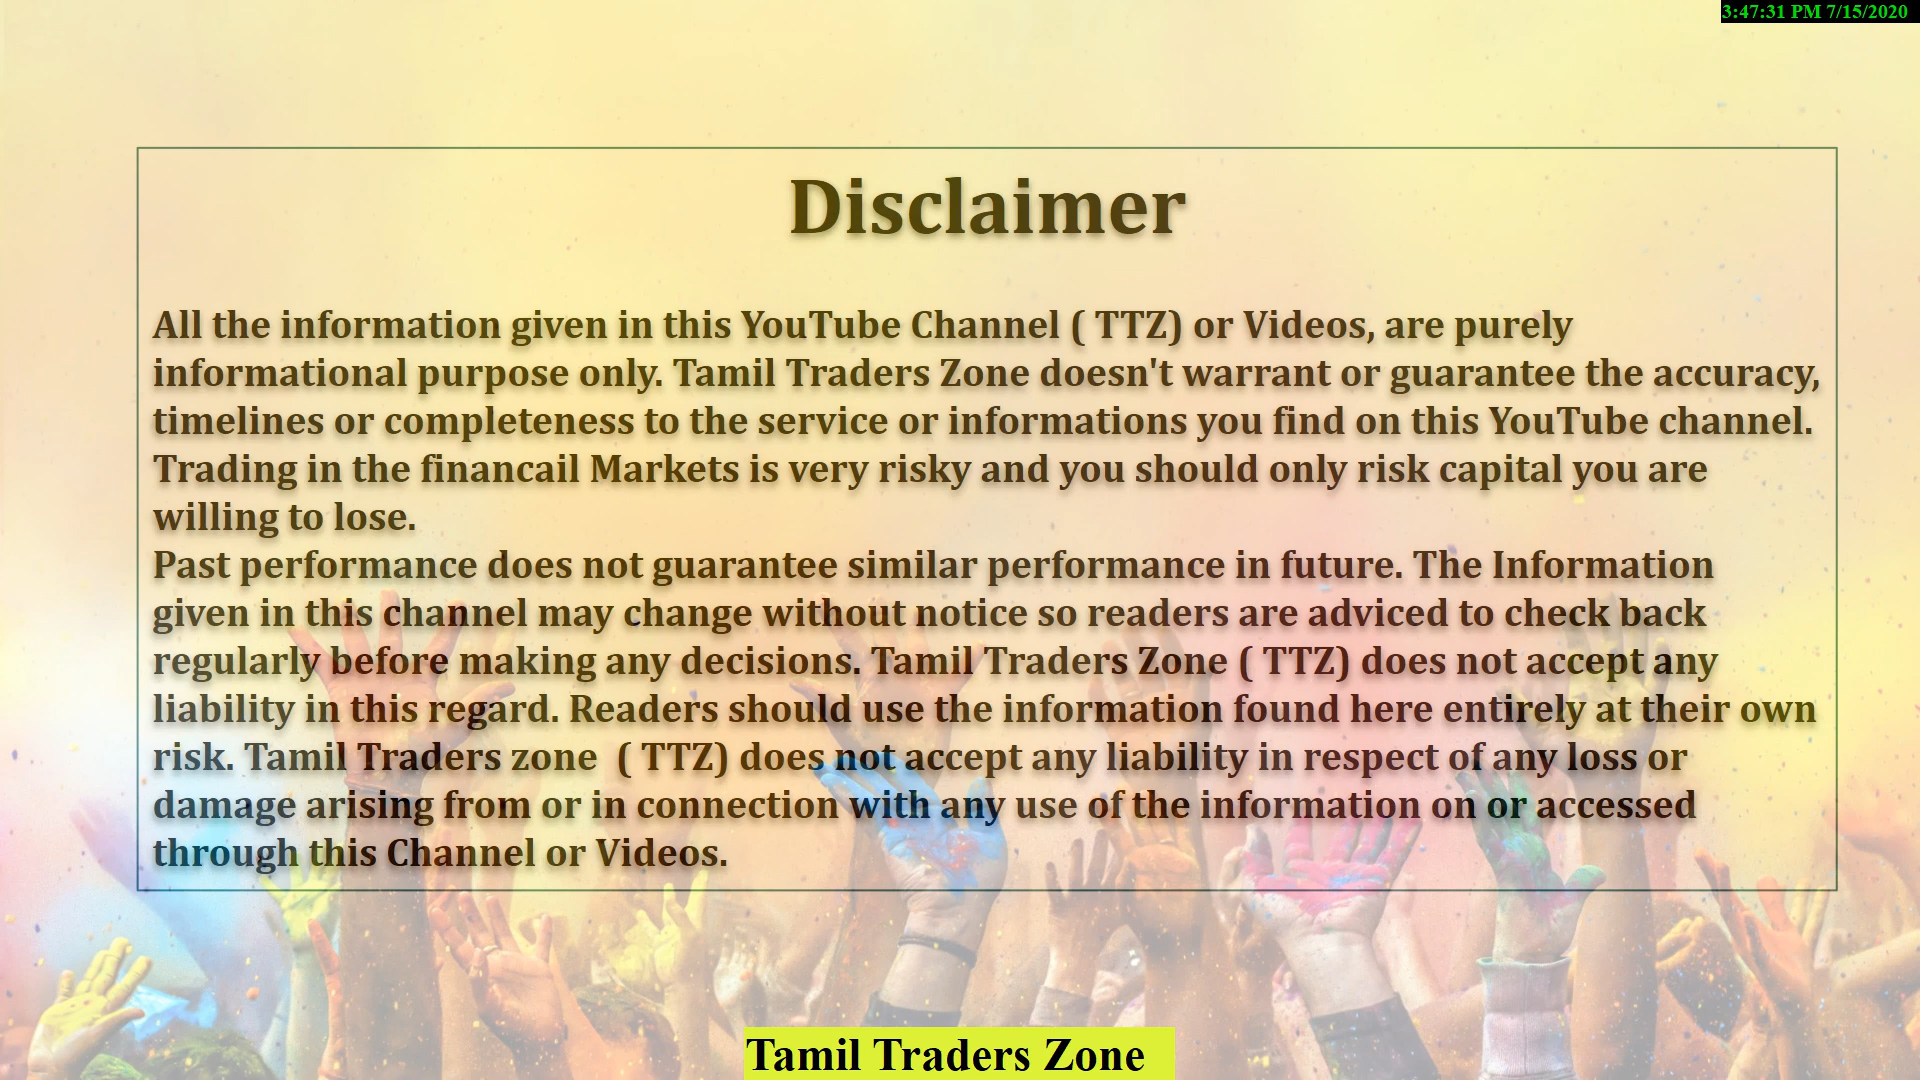 3:47:31 PM 7/15/2020
Disclaimer
All the information given in this YouTube Channel ( TTZ) or Videos, are purely
informational purpose only. Tamil Traders Zone doesn't warrant or guarantee the accuracy,
timelines or completeness to the service or informations you find on this YouTube channel.
Trading in the financail Markets is very risky and you should only risk capital you are
willing to lose.
Past performance does not guarantee similar performance in future. The Information
given in this channel may change without notice so readers are adviced to check back
regularly before making any decisions. Tamil Traders Zone ( TTZ) does not accept any
liability in this regard. Readers should use the information found here entirely at their own
risk. Tamil Traders zone  ( TTZ) does not accept any liability in respect of any loss or
damage arising from or in connection with any use of the information on or accessed
through this Channel or Videos.
Tamil Traders Zone